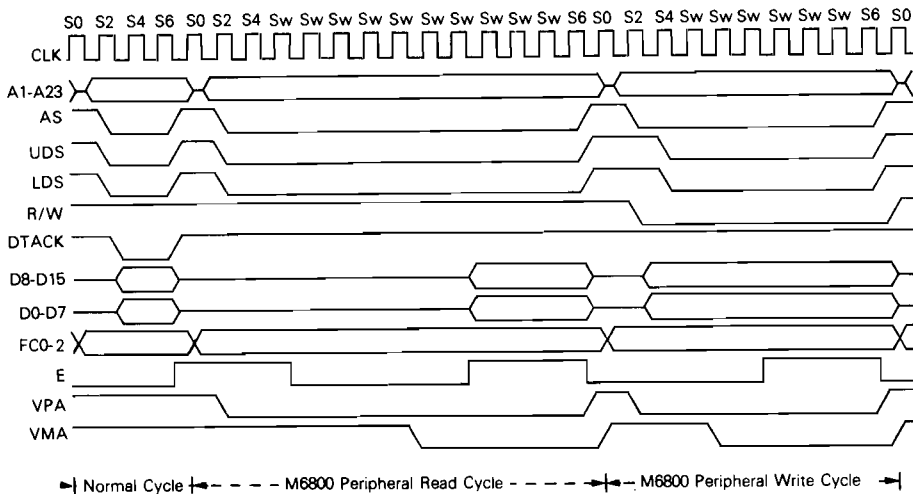 S0 S2 S4 S6 S0 S2 S4 Sw Sw Sw Sw Sw Sw Sw Sw Sw Sw S6 S0 S2 S4 Sw Sw Sw Sw Sw Sw S6 S0
CLK
A1-A23
AS
UDS
LDS
R/W
DTACK
D8-D15
D0-D7
FC0-2
E
VPA
VMA
Normal Cycle M6800 Peripheral Read Cycle M6800 Peripheral Write Cycle